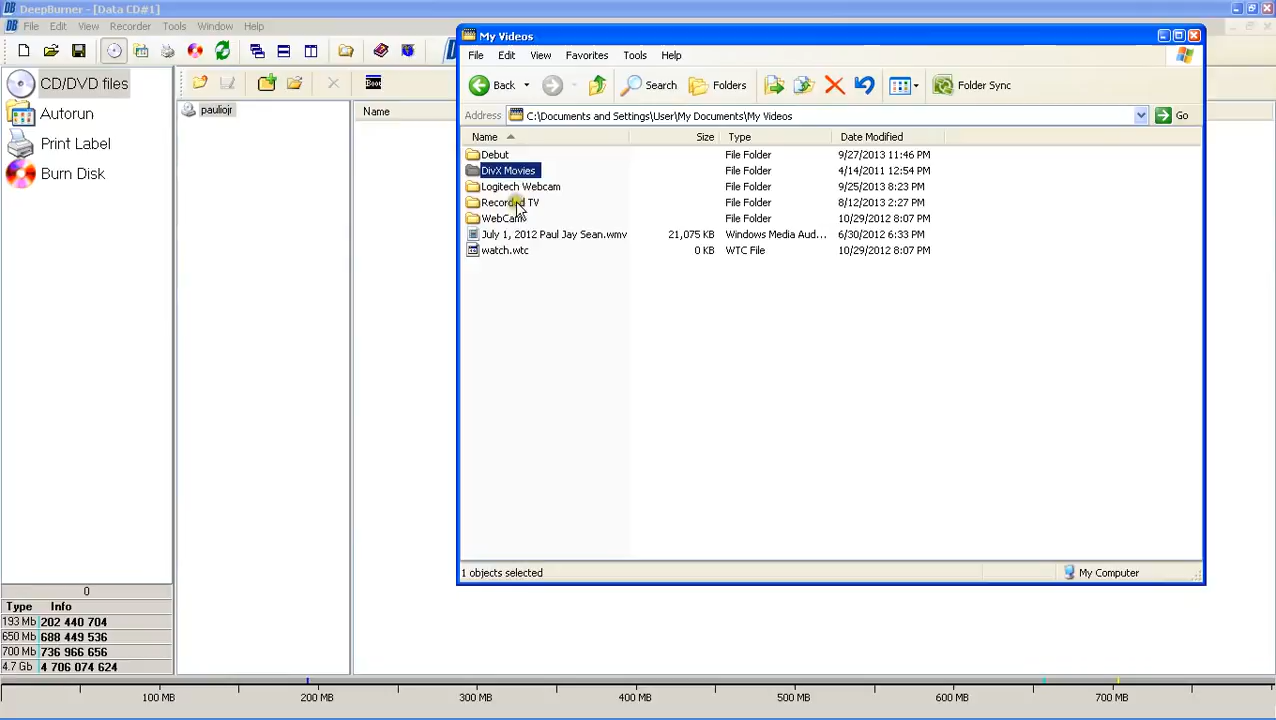 DeepBurner - [Data CD#1]
File Edit View Recorder Tools Window Help
CD/DVD files
Autorun
Print Label
Burn Disk
pauliojr
Name
0
Type Info
193 Mb 202 440 704
650 Mb 688 449 536
700 Mb 736 966 656
4.7 Gb 4 706 074 624
100 MB 200 MB 300 MB 400 MB 500 MB 600 MB 700 MB
My Videos
File Edit View Favorites Tools Help
Back Search Folders Folder Sync
Address C:\Documents and Settings\User\My Documents\My Videos Go
Name Size Type Date Modified
Debut File Folder 9/27/2013 11:46 PM
DivX Movies File Folder 4/14/2011 12:54 PM
Logitech Webcam File Folder 9/25/2013 8:23 PM
Recorded TV File Folder 8/12/2013 2:27 PM
WebCam File Folder 10/29/2012 8:07 PM
July 1, 2012 Paul Jay Sean.wmv 21,075 KB Windows Media Aud... 6/30/2012 6:33 PM
watch.wtc 0 KB WTC File 10/29/2012 8:07 PM
1 objects selected My Computer